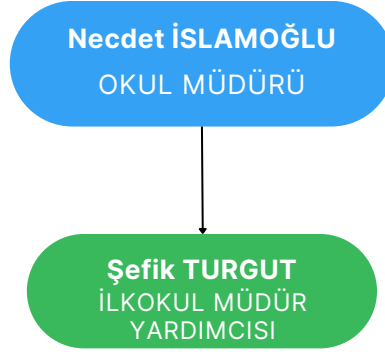 Necdet İSLAMOĞLU
OKUL MÜDÜRÜ
Şefik TURGUT
İLKOKUL MÜDÜR
YARDIMCISI